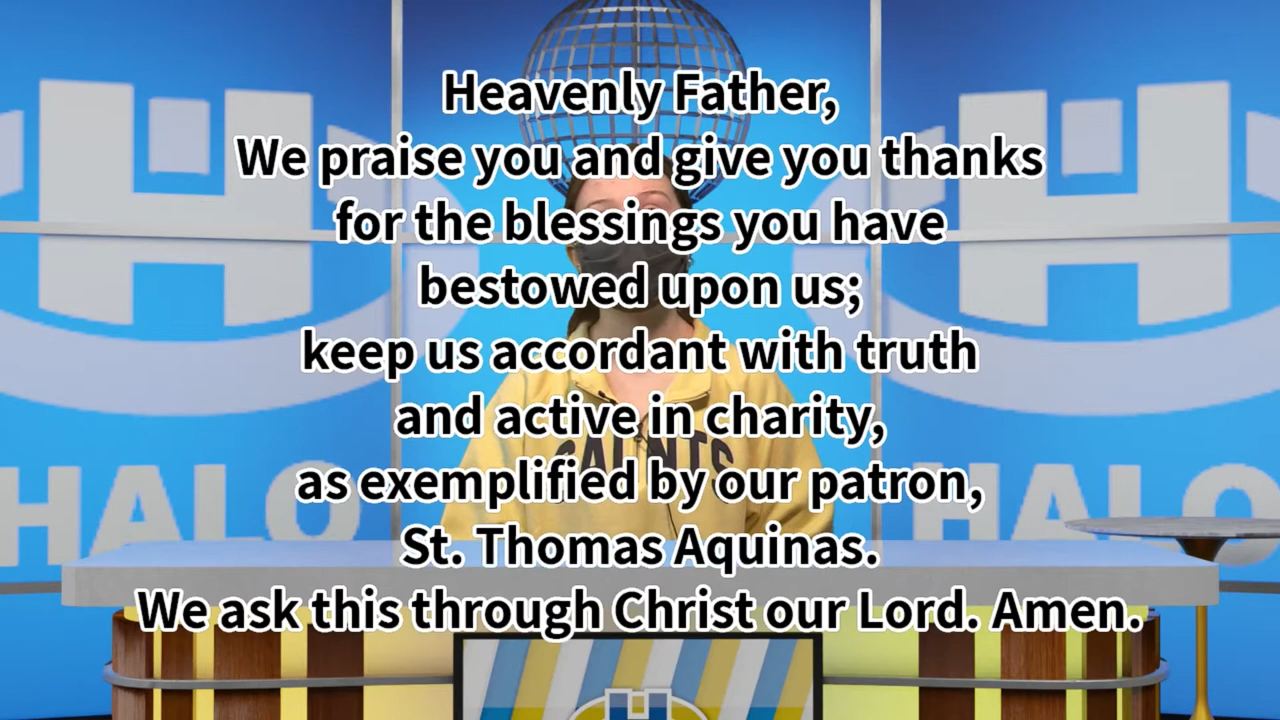 Heavenly Father,
We praise you and give you thanks
for the blessings you have
bestowed upon us;
keep us accordant with truth
and active in charity,
as exemplified by our patron,
St. Thomas Aquinas.
We ask this through Christ our Lord. Amen.
H
H
SAINTS
HALO
HALO
H